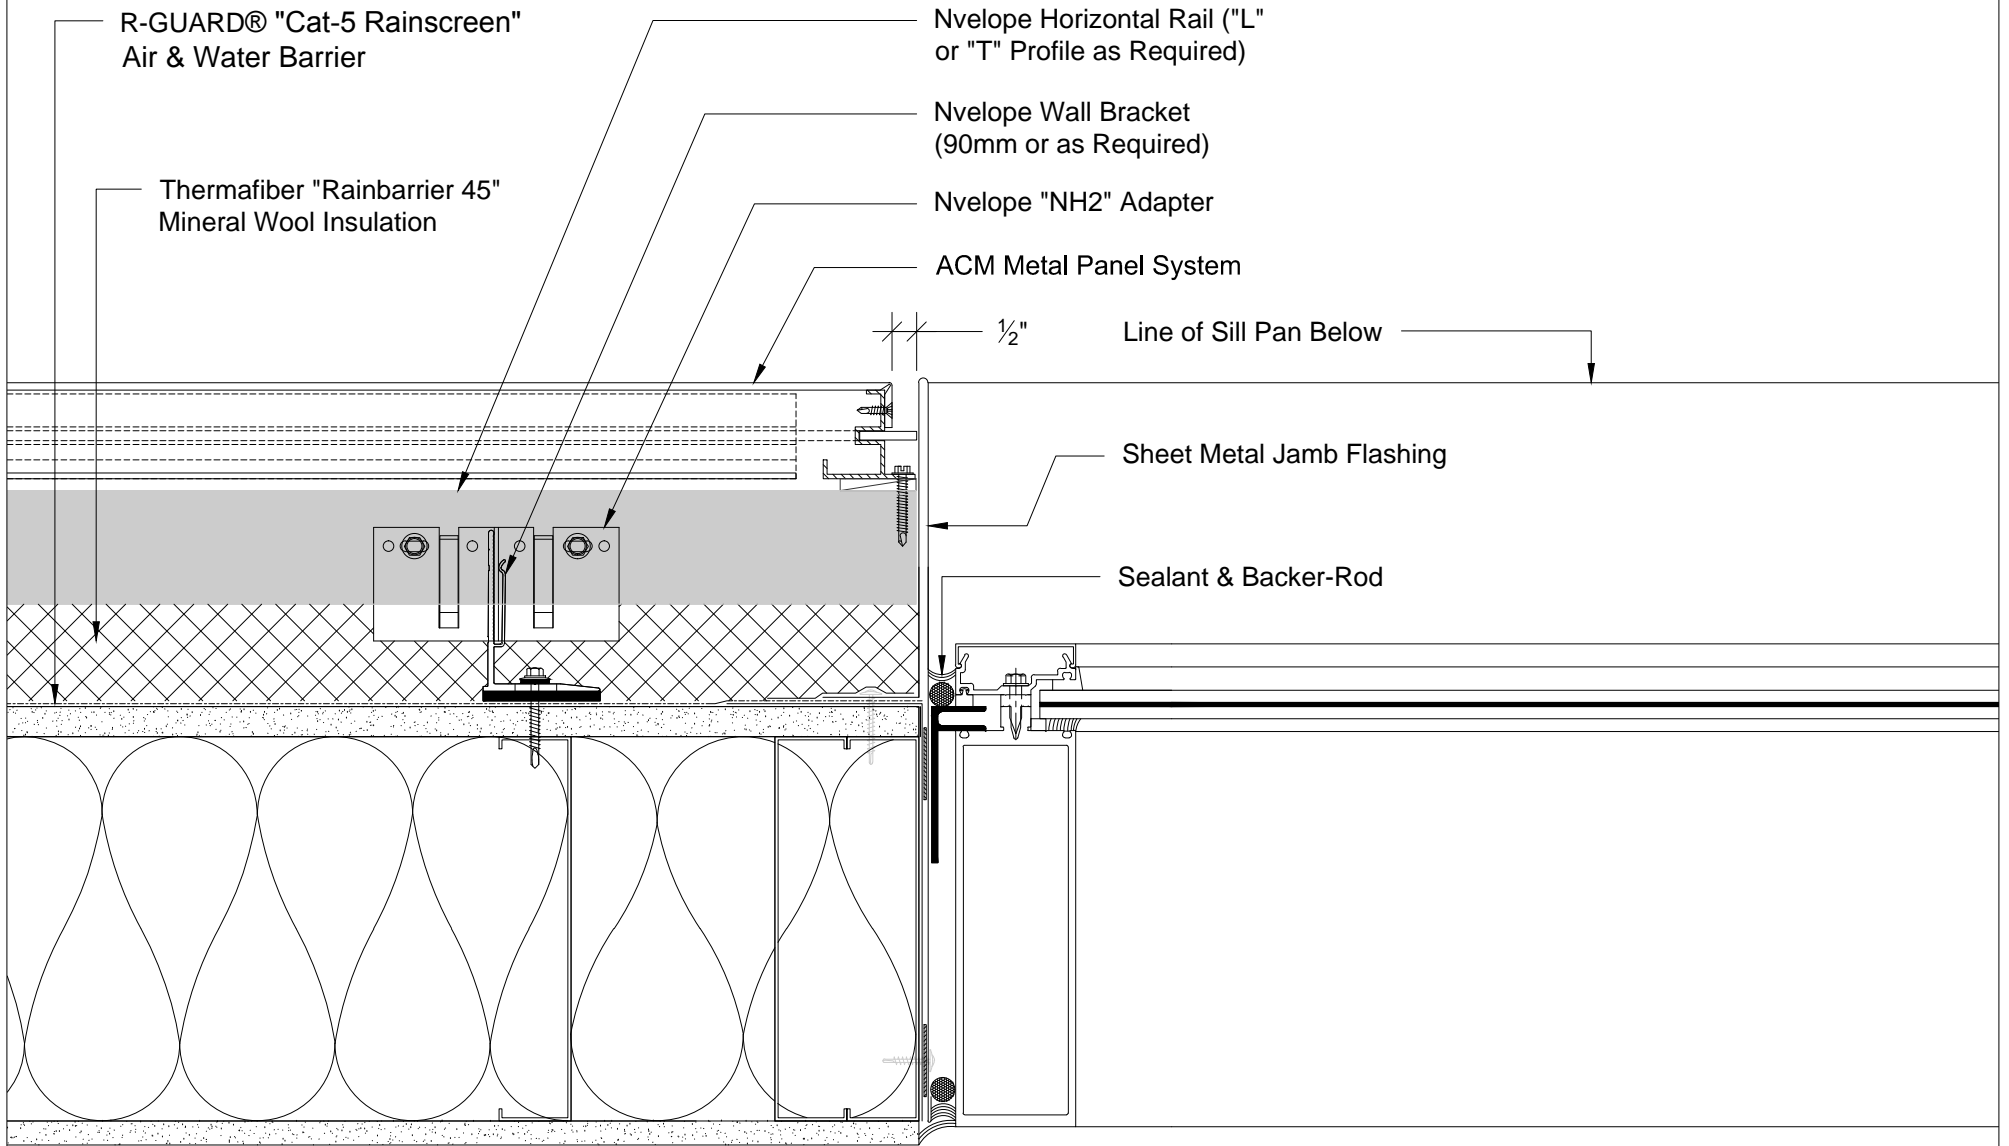 R-GUARD® "Cat-5 Rainscreen"
Air & Water Barrier
Nvelope Horizontal Rail ("L"
or "T" Profile as Required)
Nvelope Wall Bracket
(90mm or as Required)
Thermafiber "Rainbarrier 45"
Mineral Wool Insulation
Nvelope "NH2" Adapter
ACM Metal Panel System
½"
Line of Sill Pan Below
Sheet Metal Jamb Flashing
Sealant & Backer-Rod